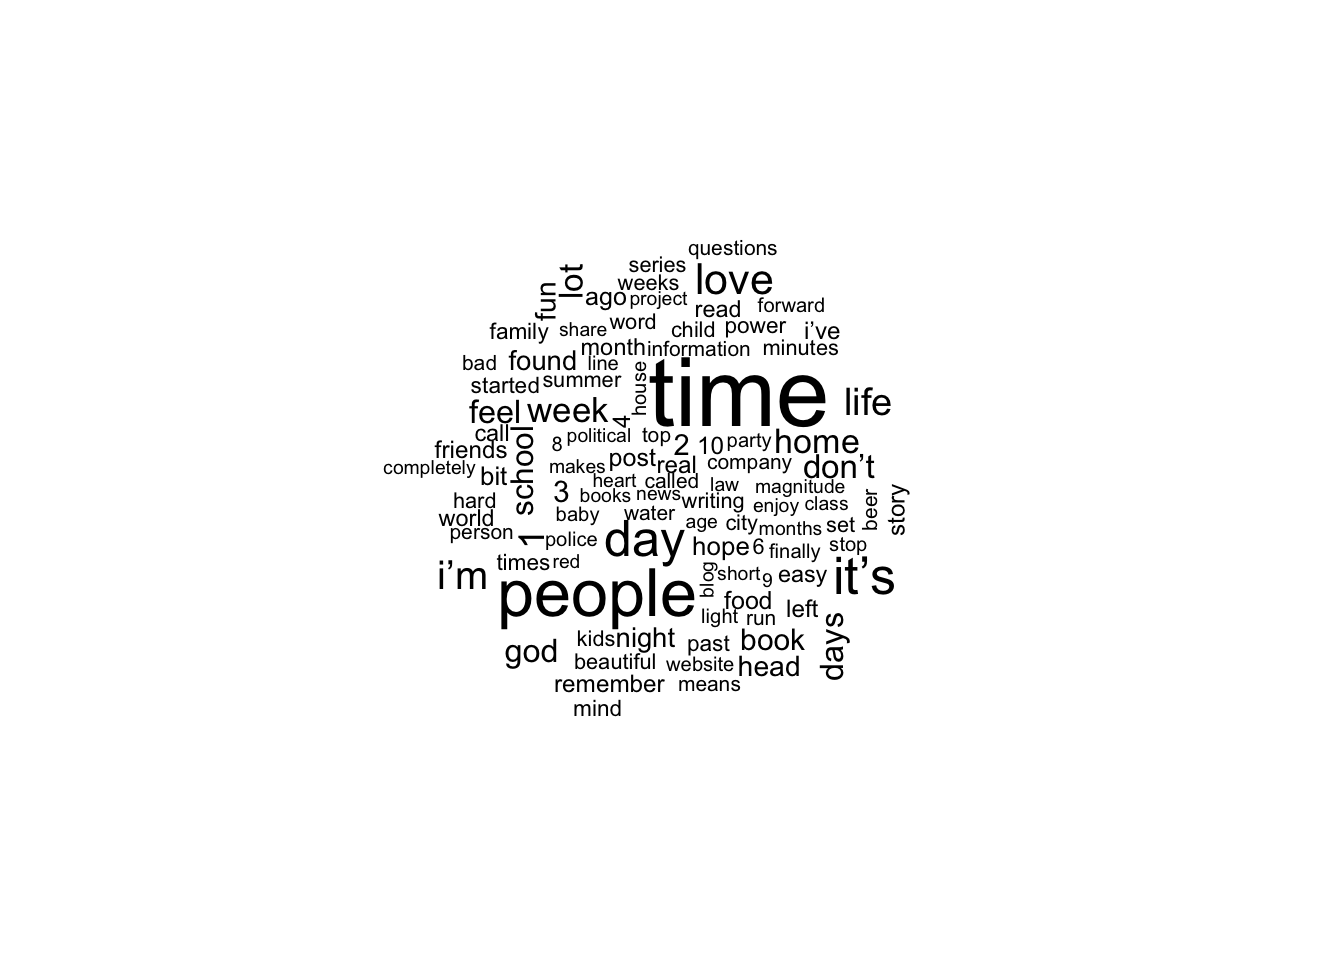 questions
series
love
lot
weeks
fun
ago
project
read
forward
family
share
word
child
power
i’ve
month
information
minutes
bad
found
line
time
house
life
started
summer
feel
week
4
call
school
8
political
top
2
10
party
home
friends
completely
bit
makes
post
real
company
don’t
heart
called
law
magnitude
hard
3
books
news
writing
enjoy
class
beer
story
world
baby
water
age
city
months
set
person
1
police
day
hope
6
finally
stop
i’m
times
red
people
blog
short
9
easy
it’s
food
light
run
left
days
god
kids
night
past
book
beautiful
website
head
remember
means
mind